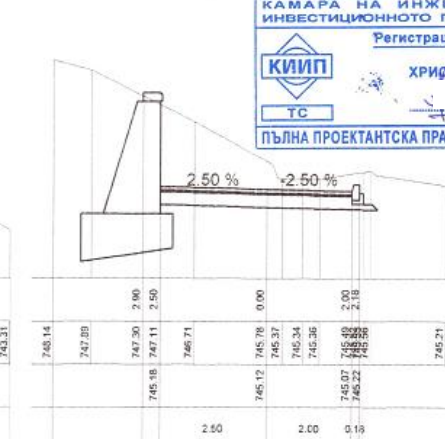 КАМАРА НА ИНЖ
ИНВЕСТИЦИОННОТО П
Регистрац
КИИП
ТС
ПЪЛНА ПРОЕКТАНТСКА ПРА
2.50 % -2.50 %
2.90 2.50 0.00 2.00 2.18
743.31 748.14 747.89 747.30 747.11 746.71 745.78 745.37 745.34 745.36 745.21
745.18 745.12 745.07 745.22
2.50 2.00 0.18